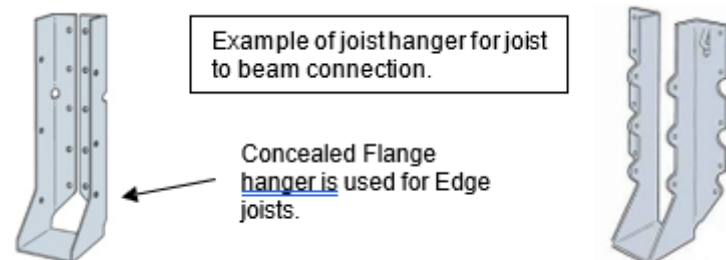 Example of joist hanger for joist
to beam connection.
Concealed Flange
hanger is used for Edge
joists.